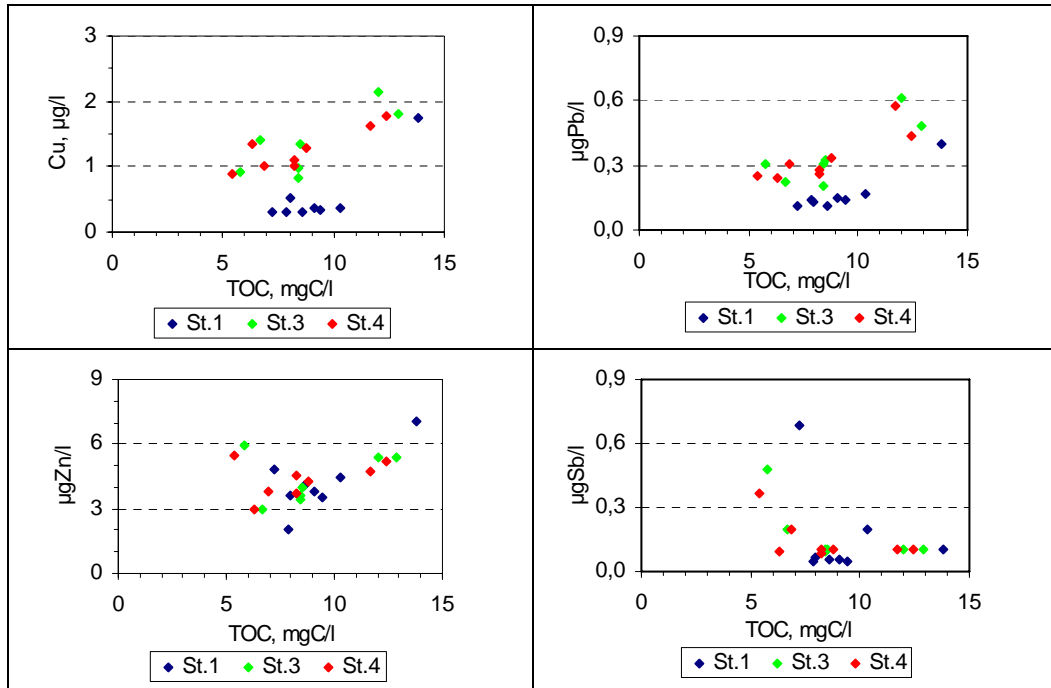 3
2
1
0
Cu, µg/l
0 5 10 15
TOC, mgC/l
St.1 St.3 St.4
0,9
0,6
0,3
0,0
µgPb/l
0 5 10 15
TOC, mgC/l
St.1 St.3 St.4
9
6
3
0
µgZn/l
0 5 10 15
TOC, mgC/l
St.1 St.3 St.4
0,9
0,6
0,3
0,0
µgSb/l
0 5 10 15
TOC, mgC/l
St.1 St.3 St.4